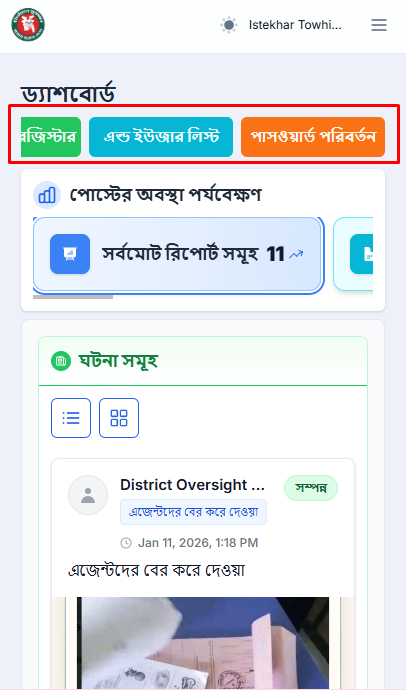 Istekhar Towhi...
ড্যাশবোর্ড
রেজিস্টার এন্ড ইউজার লিস্ট পাসওয়ার্ড পরিবর্তন
পোস্টের অবস্থা পর্যবেক্ষণ
সর্বমোট রিপোর্ট সমূহ 11
ঘটনা সমূহ
District Oversight ... সম্পন্ন
এজেন্টদের বের করে দেওয়া
Jan 11, 2026, 1:18 PM
এজেন্টদের বের করে দেওয়া